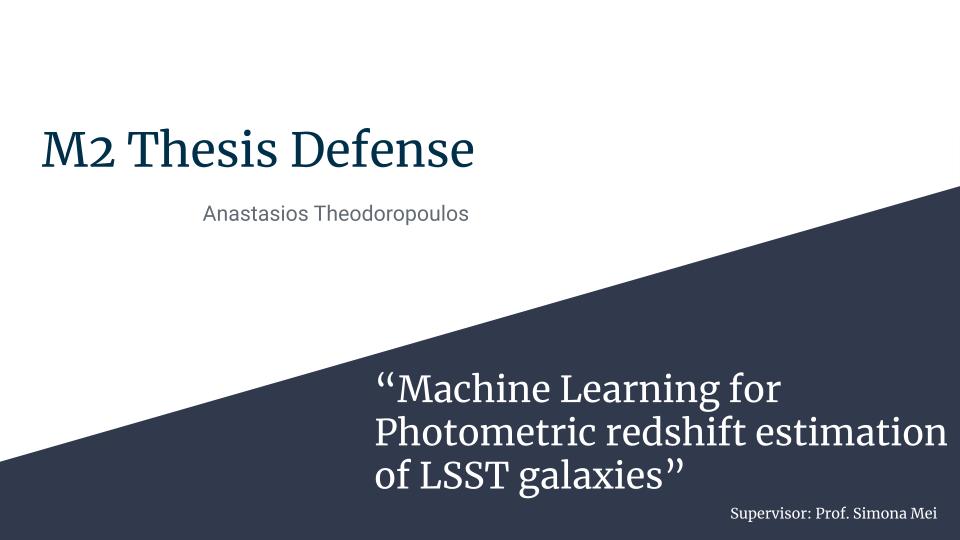 M2 Thesis Defense
Anastasios Theodoropoulos
“Machine Learning for
Photometric redshift estimation
of LSST galaxies”
Supervisor: Prof. Simona Mei